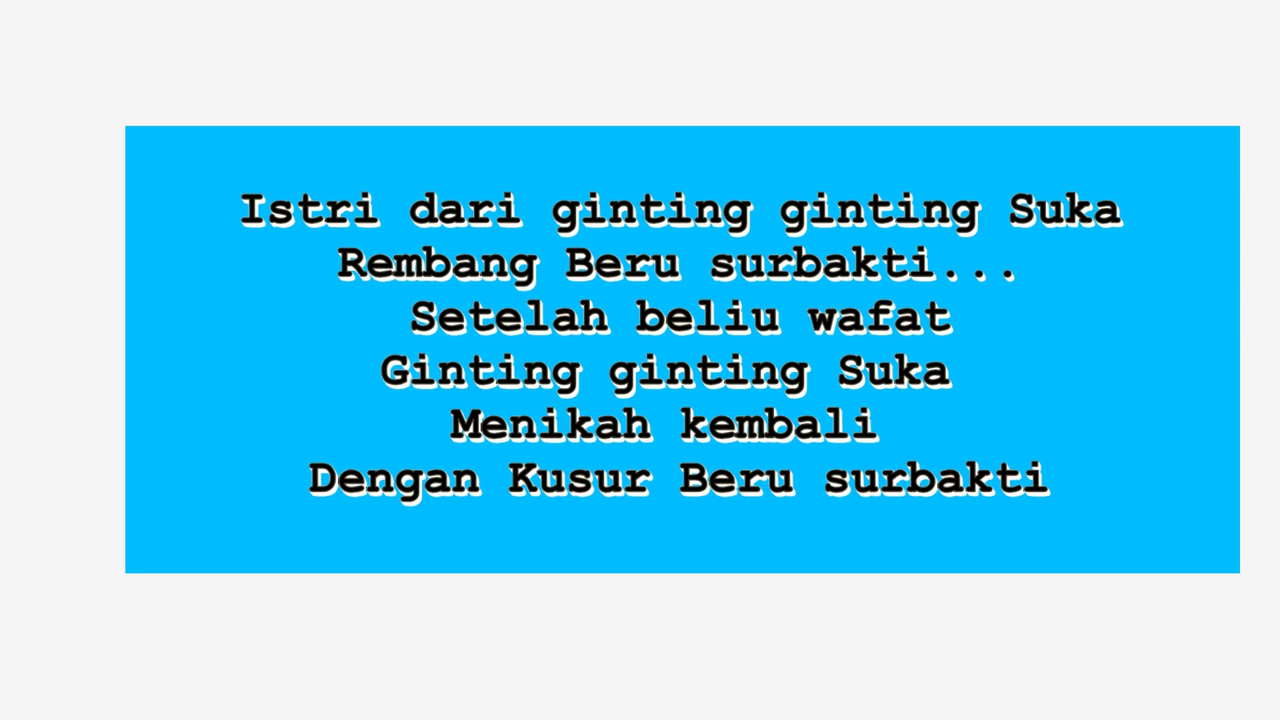 Istri dari ginting ginting Suka
Rembang Beru surbakti...
Setelah beliu wafat
Ginting ginting Suka
Menikah kembali
Dengan Kusur Beru surbakti